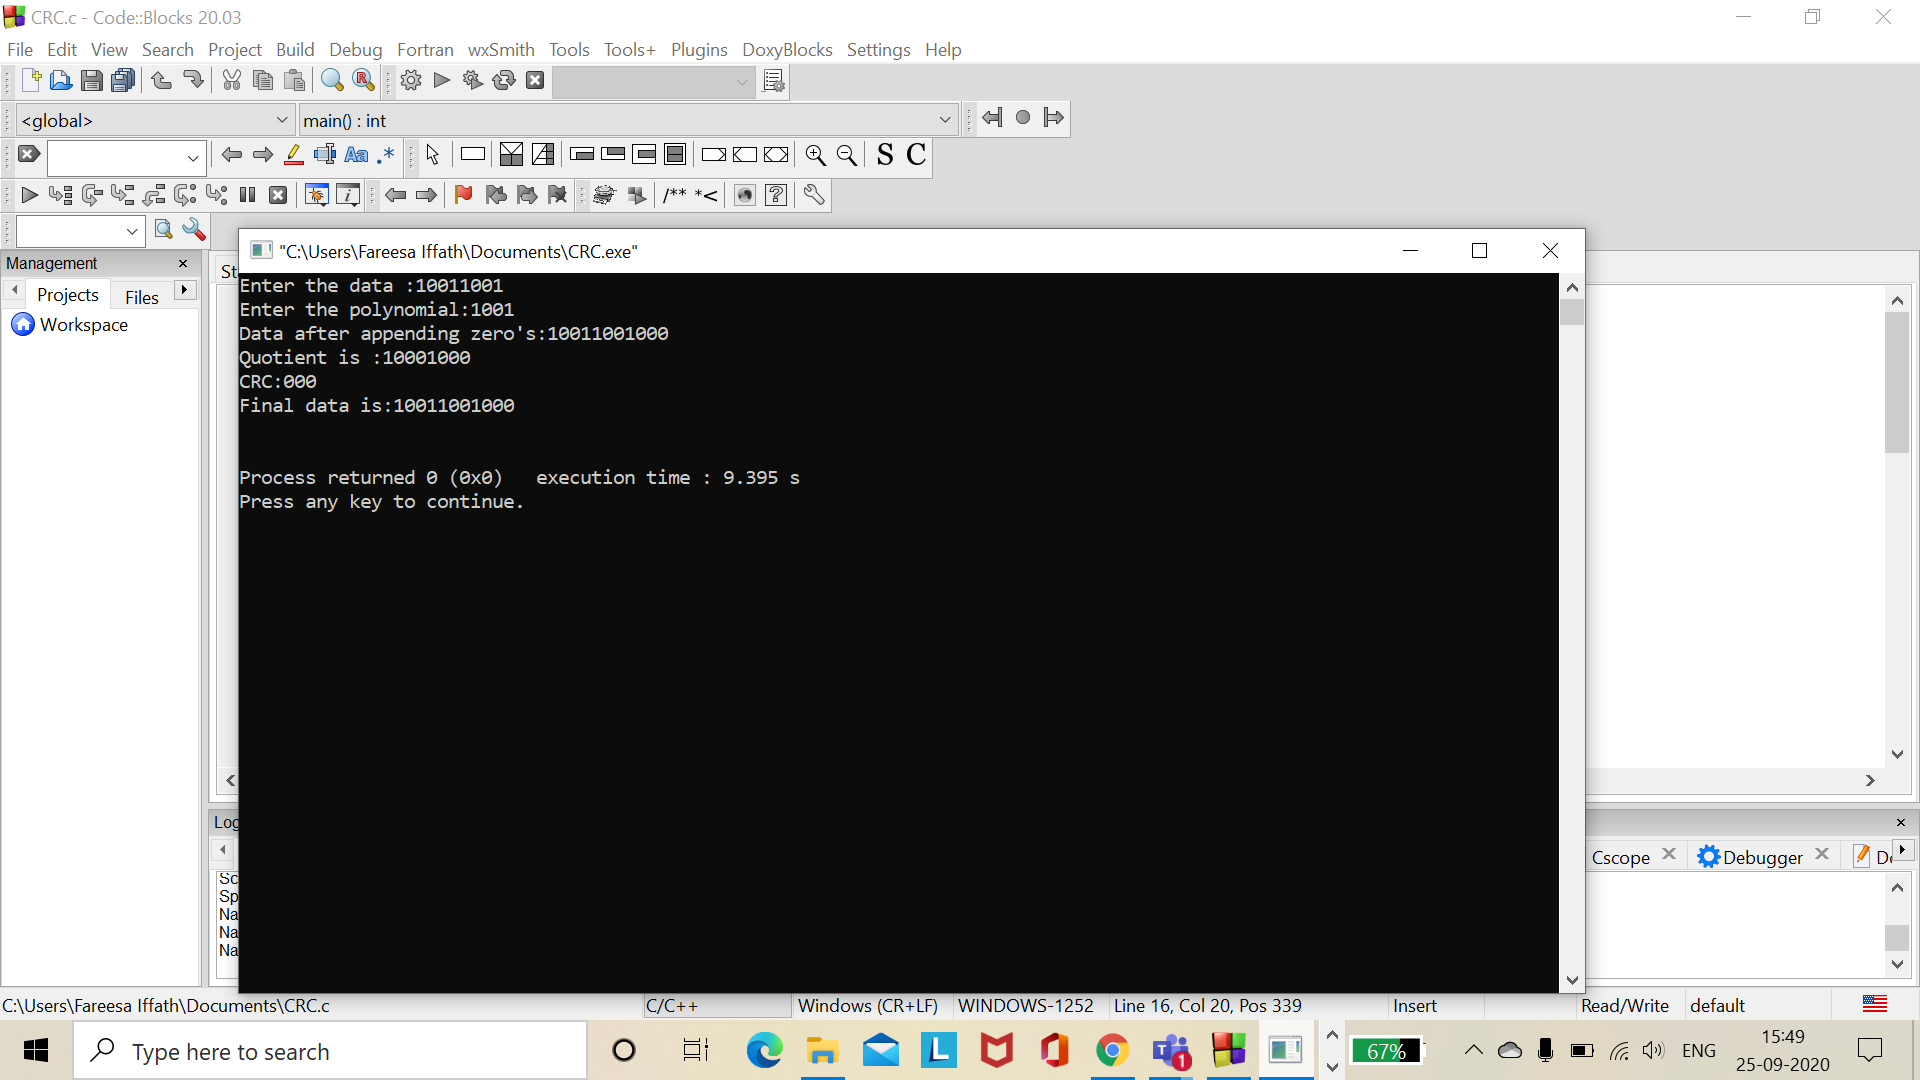 CRC.c - Code::Blocks 20.03
File Edit View Search Project Build Debug Fortran wxSmith Tools Tools+ Plugins DoxyBlocks Settings Help
<global> main() : int
S C
/** *<
"C:\Users\Fareesa Iffath\Documents\CRC.exe"
Management
St
Projects Files
Workspace
Enter the data :10011001
Enter the polynomial:1001
Data after appending zero's:10011001000
Quotient is :10001000
CRC:000
Final data is:10011001000
Process returned 0 (0x0)   execution time : 9.395 s
Press any key to continue.
Log
Cscope Debugger
Sc
Sp
Na
Na
Na
C:\Users\Fareesa Iffath\Documents\CRC.c C/C++ Windows (CR+LF) WINDOWS-1252 Line 16, Col 20, Pos 339 Insert Read/Write default
Type here to search
67% ENG
15:49
25-09-2020